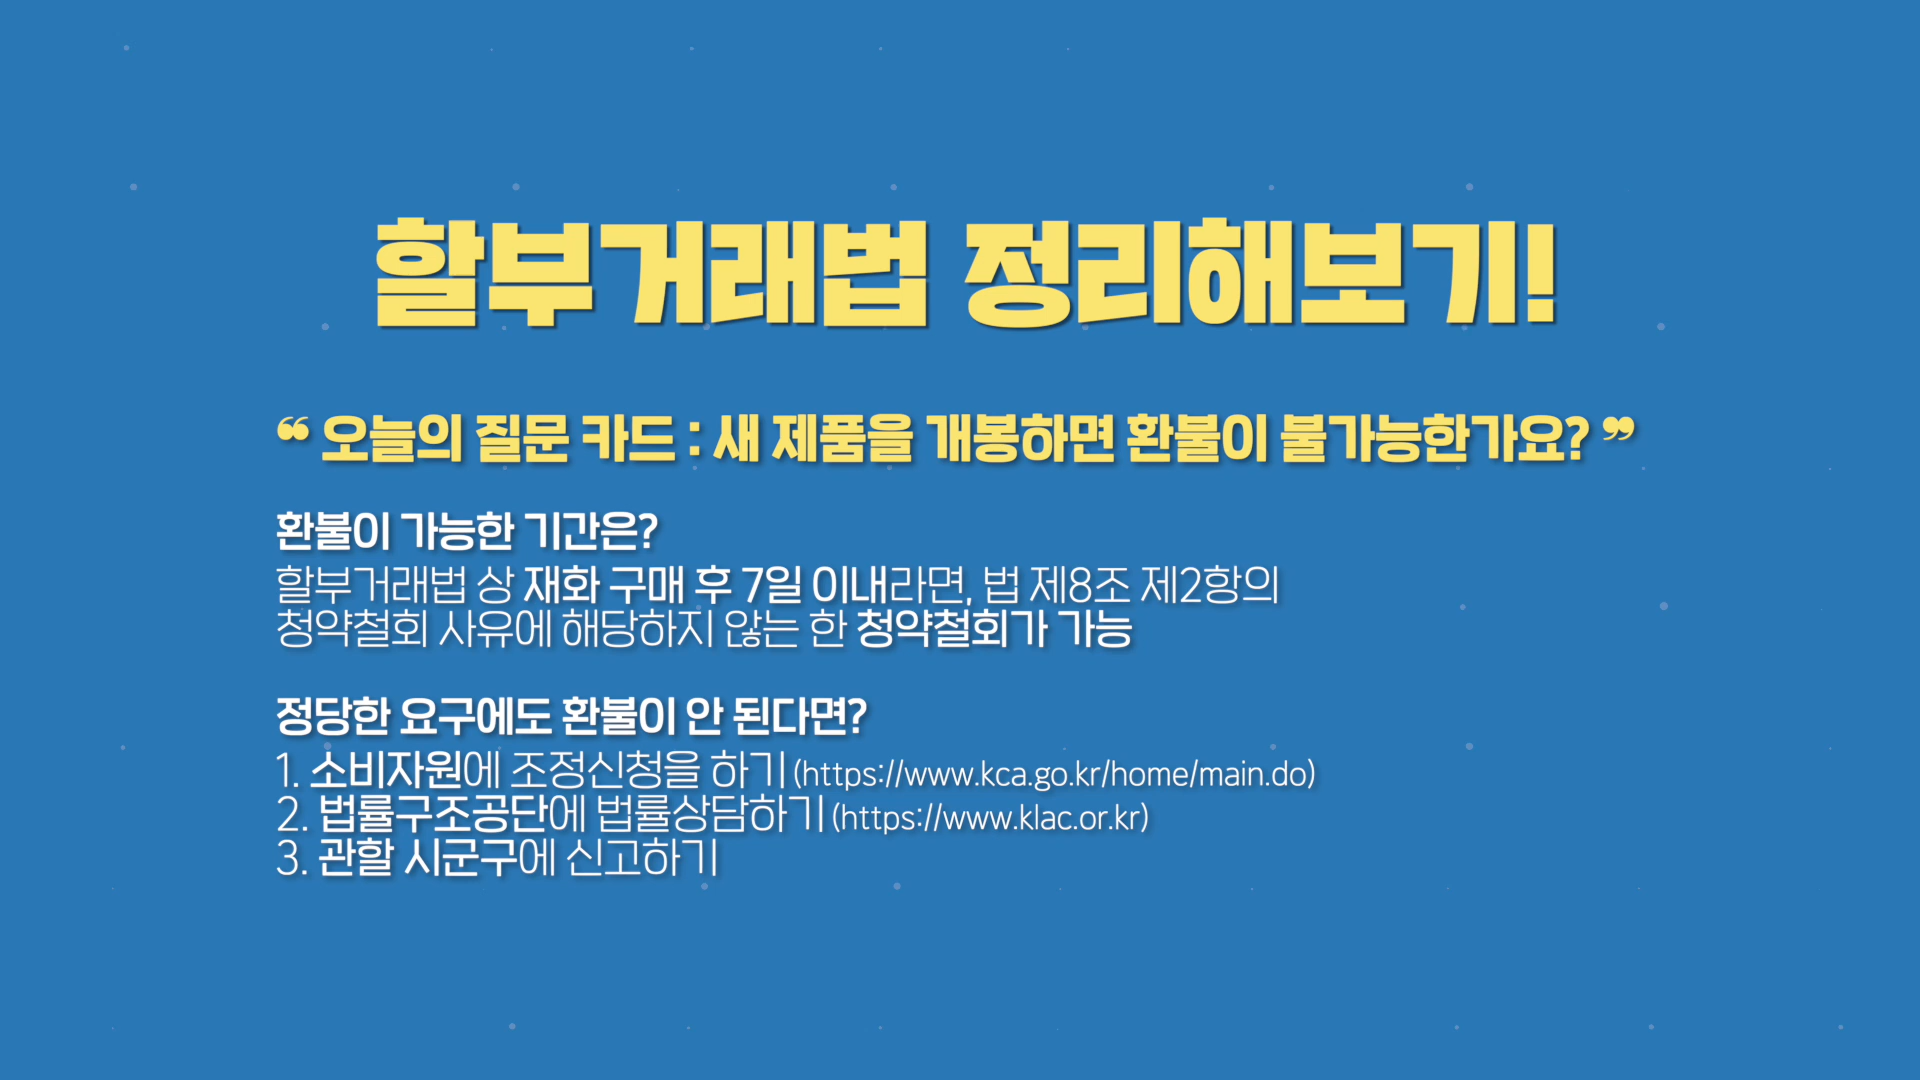 할부거래법 정리해보기!
“ 오늘의 질문 카드 : 새 제품을 개봉하면 환불이 불가능한가요? ”
환불이 가능한 기간은?
할부거래법 상 재화 구매 후 7일 이내라면, 법 제8조 제2항의
청약철회 사유에 해당하지 않는 한 청약철회가 가능
정당한 요구에도 환불이 안 된다면?
1. 소비자원에 조정신청을 하기 (https://www.kca.go.kr/home/main.do)
2. 법률구조공단에 법률상담하기 (https://www.klac.or.kr)
3. 관할 시군구에 신고하기